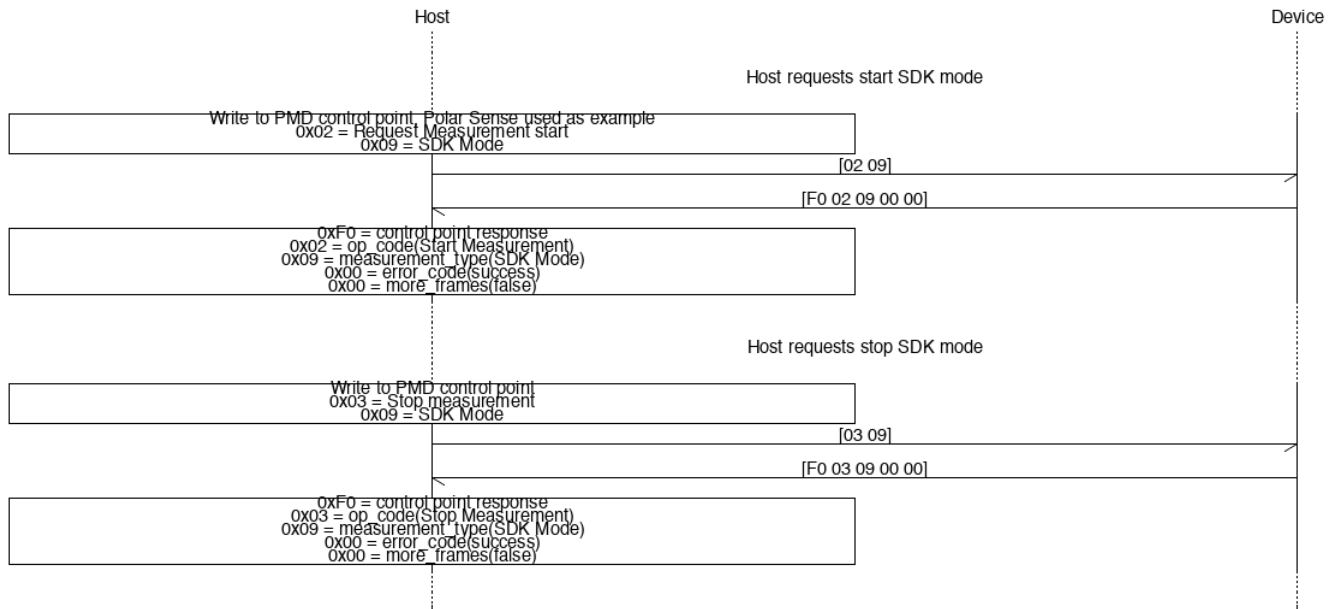 Host
Device
Host requests start SDK mode
Write to PMD control point, Polar Sense used as example
0x02 = Request Measurement start
0x09 = SDK Mode
[02 09]
[F0 02 09 00 00]
0xF0 = control point response
0x02 = op_code(Start Measurement)
0x09 = measurement_type(SDK Mode)
0x00 = error_code(success)
0x00 = more_frames(false)
Host requests stop SDK mode
Write to PMD control point
0x03 = Stop measurement
0x09 = SDK Mode
[03 09]
[F0 03 09 00 00]
0xF0 = control point response
0x03 = op_code(Stop Measurement)
0x09 = measurement_type(SDK Mode)
0x00 = error_code(success)
0x00 = more_frames(false)